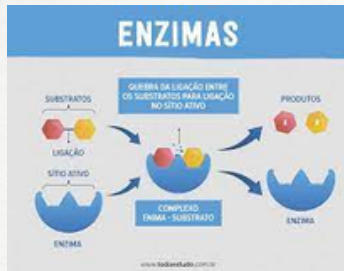 ENZIMAS
QUEBRA DA LIGAÇÃO ENTRE
OS SUBSTRATOS PARA LIGAÇÃO
NO SÍTIO ATIVO
SUBSTRATOS
LIGAÇÃO
SÍTIO ATIVO
ENZIMA
COMPLEXO
ENIMA - SUBSTRATO
PRODUTOS
ENZIMA
www.todoestudo.com.br